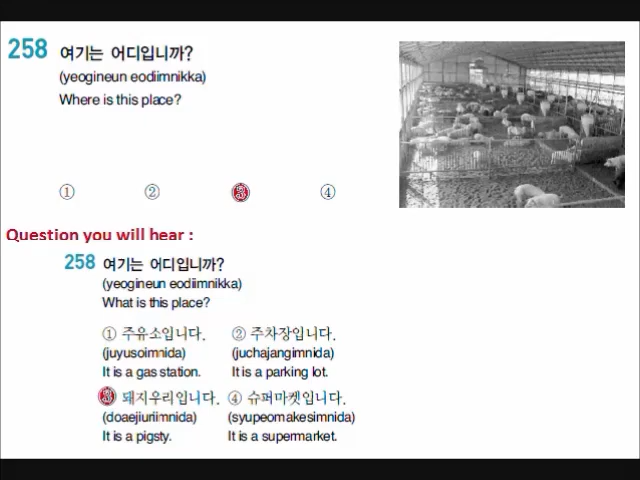 258 여기는 어디입니까?
(yeogineun eodiimnikka)
Where is this place?
① ② ③ ④
Question you will hear :
258 여기는 어디입니까?
(yeogineun eodiimnikka)
What is this place?
① 주유소입니다. ② 주차장입니다.
(juyusoimnida) (juchajangimnida)
It is a gas station. It is a parking lot.
③ 돼지우리입니다. ④ 슈퍼마켓입니다.
(doaejiuriimnida) (syupeomakesimnida)
It is a pigsty. It is a supermarket.